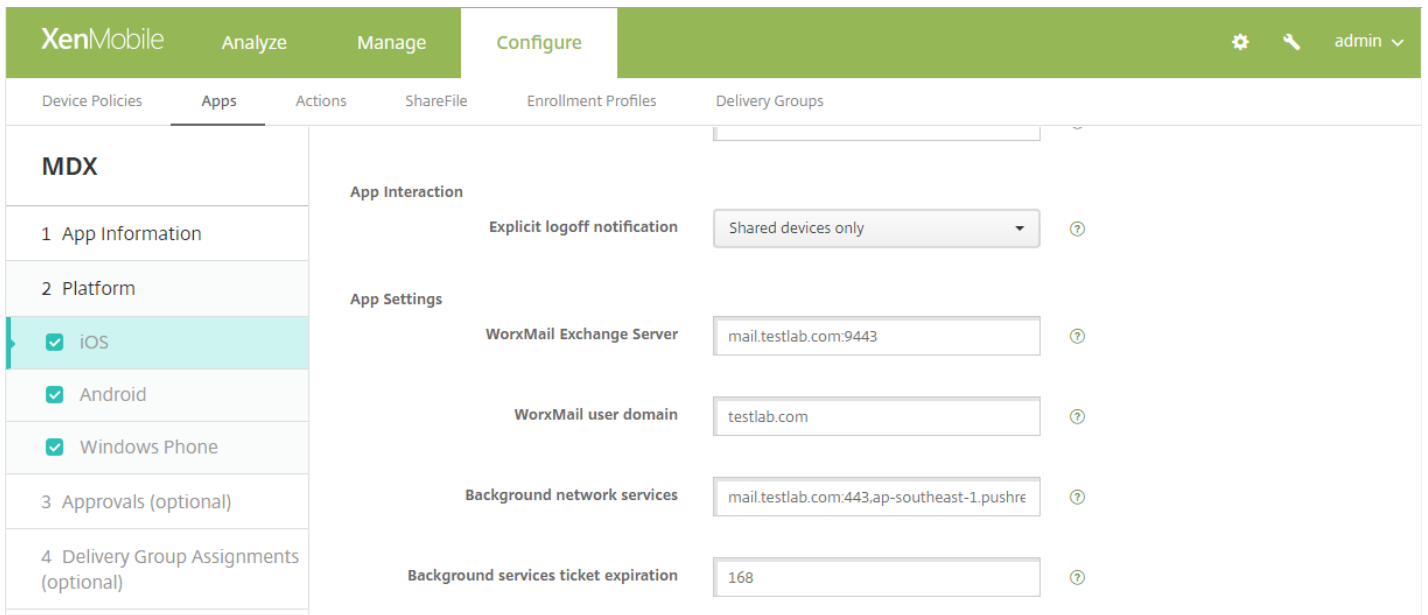 XenMobile Analyze Manage Configure admin
Device Policies Apps Actions ShareFile Enrollment Profiles Delivery Groups
MDX
1 App Information
2 Platform
iOS
Android
Windows Phone
3 Approvals (optional)
4 Delivery Group Assignments
(optional)
App Interaction
Explicit logoff notification Shared devices only ?
App Settings
WorxMail Exchange Server mail.testlab.com:9443 ?
WorxMail user domain testlab.com ?
Background network services mail.testlab.com:443,ap-southeast-1.pushre ?
Background services ticket expiration 168 ?